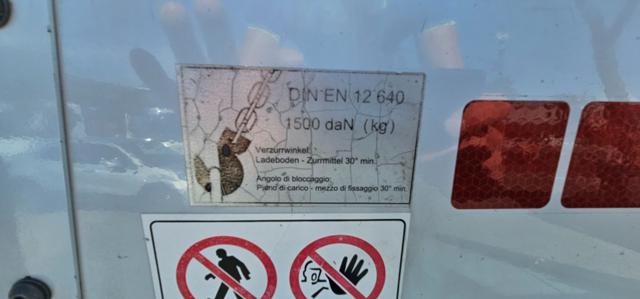 DIN EN 12 640
1500 daN (kg)
Verzurrwinkel:
Ladeboden - Zurrmittel 30° min.
Angolo di bloccaggio:
Piano di carico - mezzo di fissaggio 30° min.